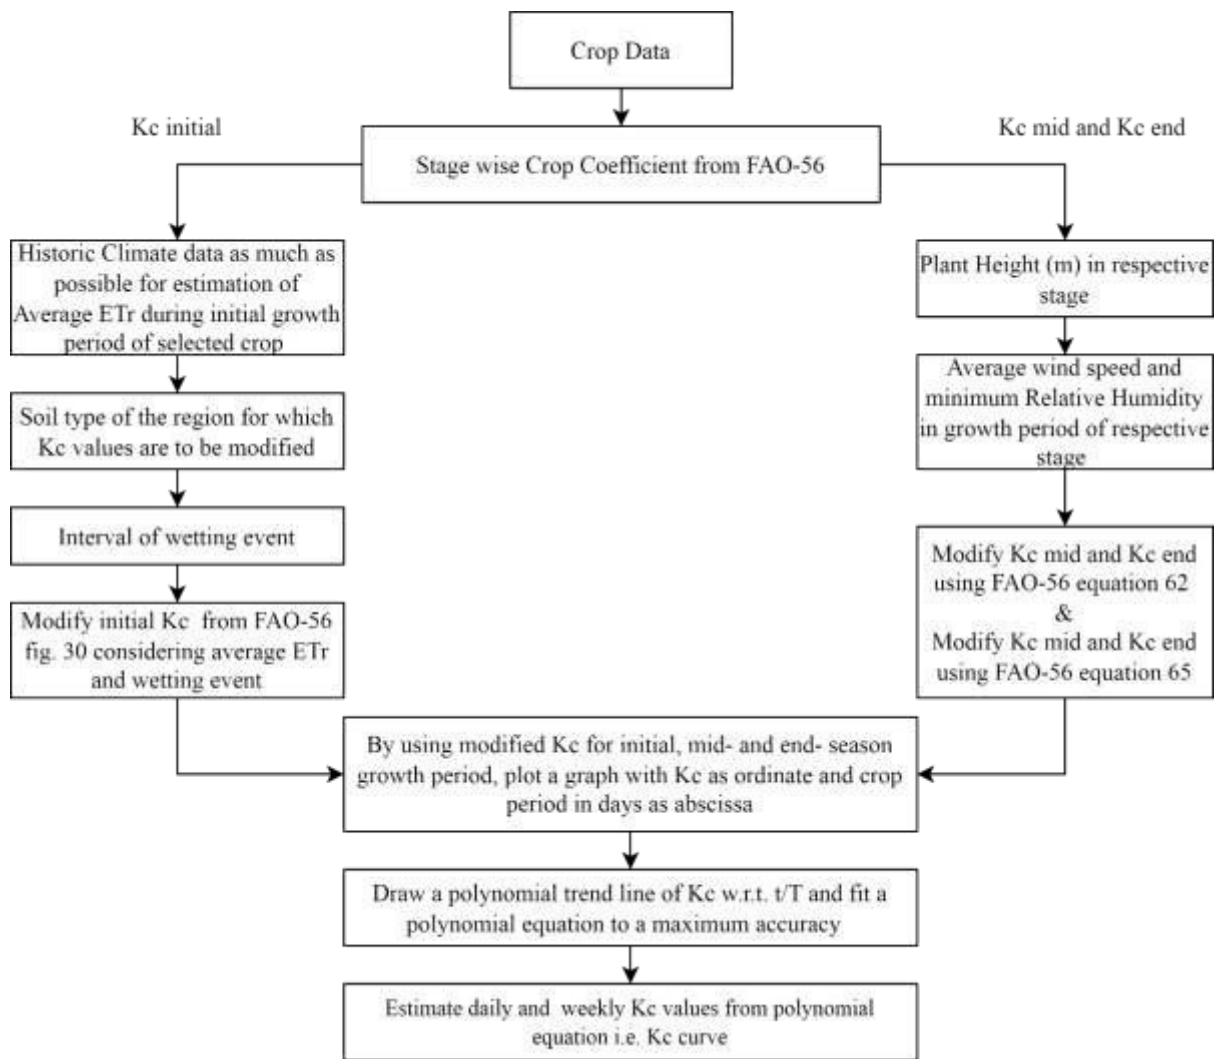 Crop Data
Kc initial
Kc mid and Kc end
Stage wise Crop Coefficient from FAO-56
Historic Climate data as much as
possible for estimation of
Average ETr during initial growth
period of selected crop
Soil type of the region for which
Kc values are to be modified
Interval of wetting event
Modify initial Kc from FAO-56
fig. 30 considering average ETr
and wetting event
Plant Height (m) in respective
stage
Average wind speed and
minimum Relative Humidity
in growth period of respective
stage
Modify Kc mid and Kc end
using FAO-56 equation 62
&
Modify Kc mid and Kc end
using FAO-56 equation 65
By using modified Kc for initial, mid- and end- season
growth period, plot a graph with Kc as ordinate and crop
period in days as abscissa
Draw a polynomial trend line of Kc w.r.t. t/T and fit a
polynomial equation to a maximum accuracy
Estimate daily and weekly Kc values from polynomial
equation i.e. Kc curve